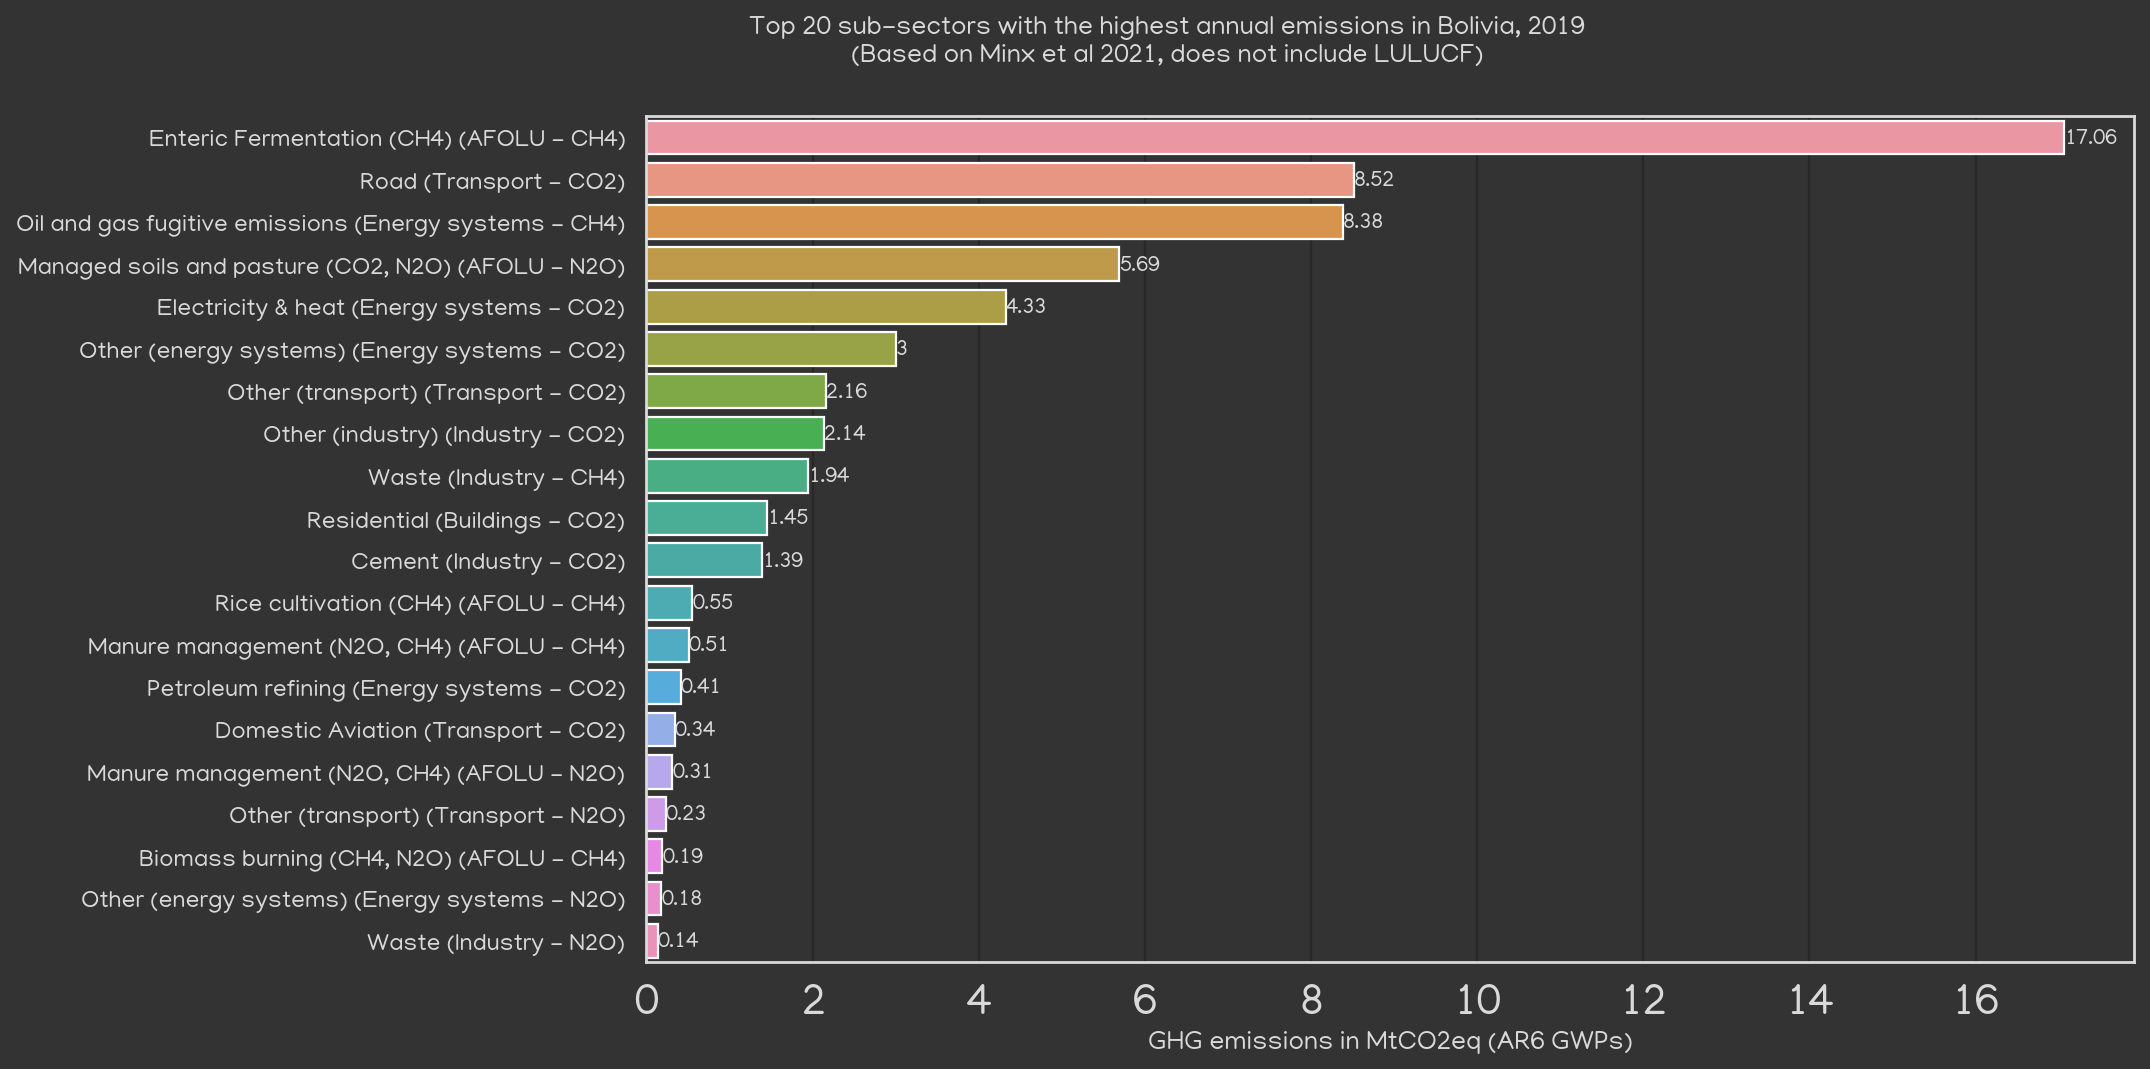 Top 20 sub-sectors with the highest annual emissions in Bolivia, 2019
(Based on Minx et al 2021, does not include LULUCF)
Enteric Fermentation (CH4) (AFOLU - CH4) 17.06
Road (Transport - CO2) 8.52
Oil and gas fugitive emissions (Energy systems - CH4) 8.38
Managed soils and pasture (CO2, N2O) (AFOLU - N2O) 5.69
Electricity & heat (Energy systems - CO2) 4.33
Other (energy systems) (Energy systems - CO2) 3
Other (transport) (Transport - CO2) 2.16
Other (industry) (Industry - CO2) 2.14
Waste (Industry - CH4) 1.94
Residential (Buildings - CO2) 1.45
Cement (Industry - CO2) 1.39
Rice cultivation (CH4) (AFOLU - CH4) 0.55
Manure management (N2O, CH4) (AFOLU - CH4) 0.51
Petroleum refining (Energy systems - CO2) 0.41
Domestic Aviation (Transport - CO2) 0.34
Manure management (N2O, CH4) (AFOLU - N2O) 0.31
Other (transport) (Transport - N2O) 0.23
Biomass burning (CH4, N2O) (AFOLU - CH4) 0.19
Other (energy systems) (Energy systems - N2O) 0.18
Waste (Industry - N2O) 0.14
0 2 4 6 8 10 12 14 16
GHG emissions in MtCO2eq (AR6 GWPs)